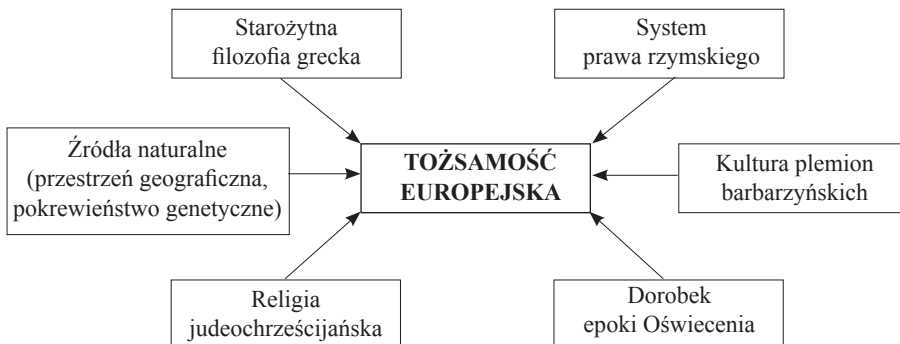 Starożytna
filozofia grecka
System
prawa rzymskiego
Źródła naturalne
(przestrzeń geograficzna,
pokrewieństwo genetyczne)
TOŻSAMOŚĆ
EUROPEJSKA
Kultura plemion
barbarzyńskich
Religia
judeochrześcijańska
Dorobek
epoki Oświecenia